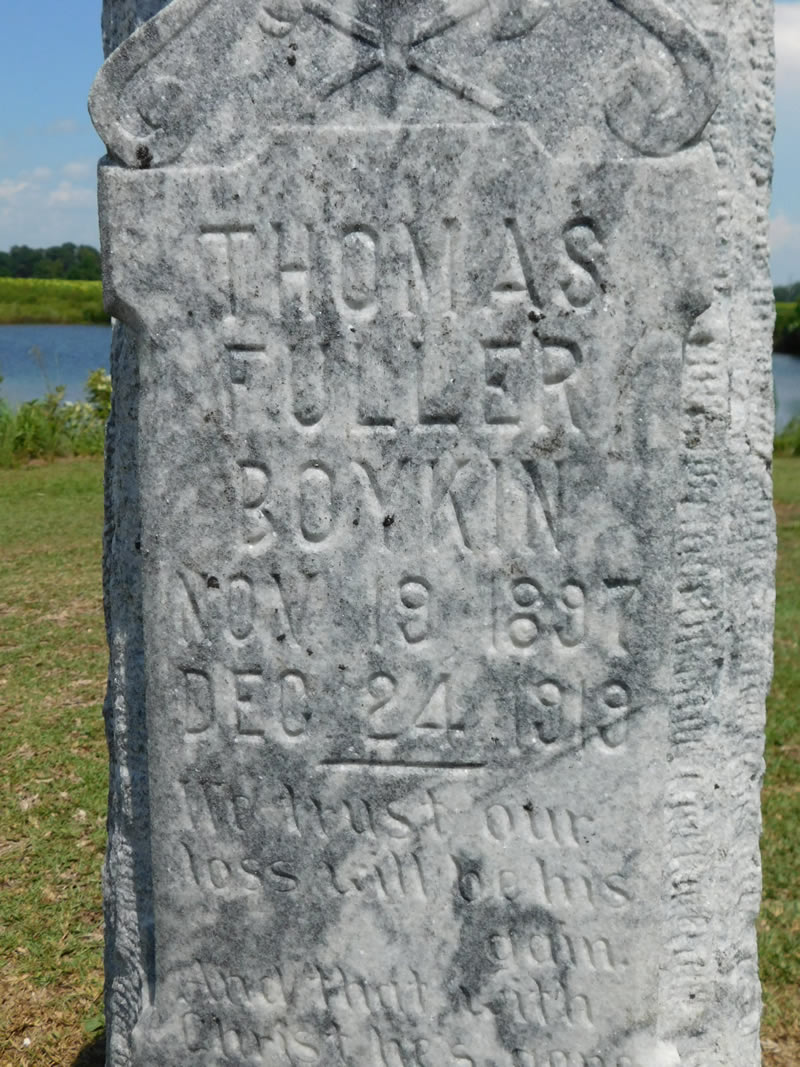 THOMAS
FULLER
BOYKIN
NOV 19 1897
DEC 24 1919
We trust our
loss will be his
gain.
And that with
Christ he's gone